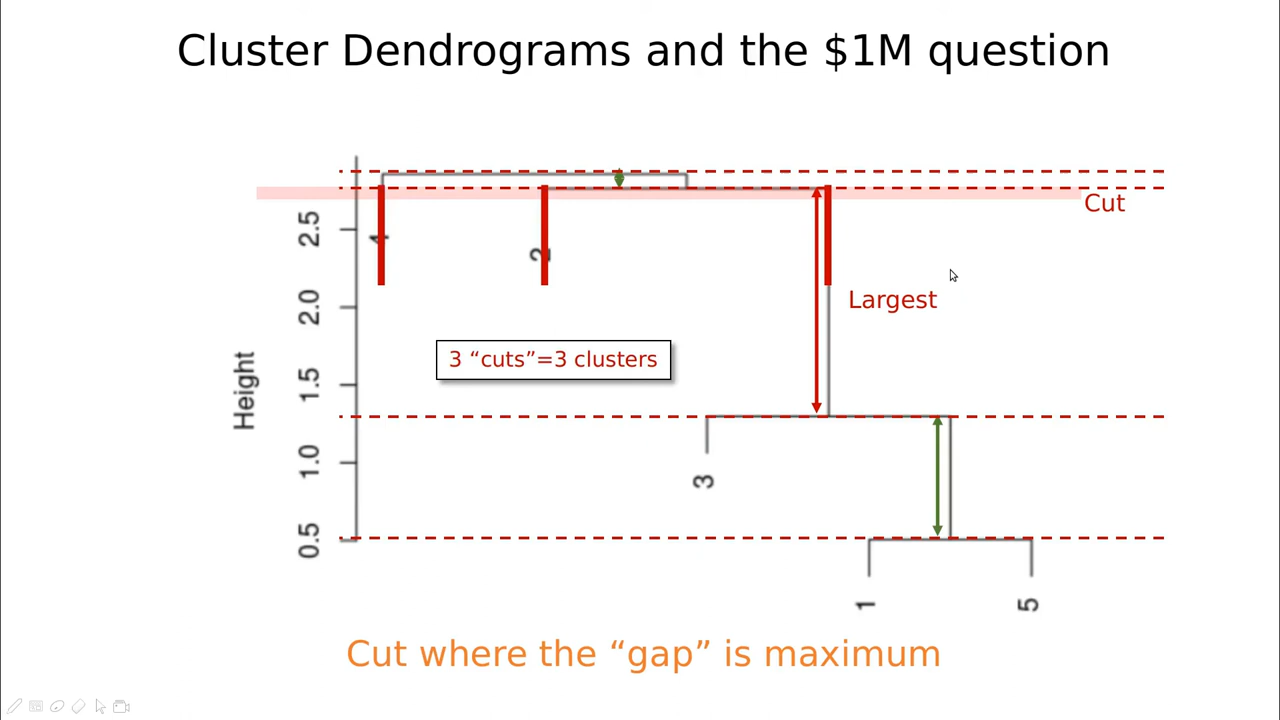 Cluster Dendrograms and the $1M question
Cut
2.5
4
2
Largest
2.0
3 “cuts”=3 clusters
Height
1.5
1.0
3
0.5
1
5
Cut where the “gap” is maximum